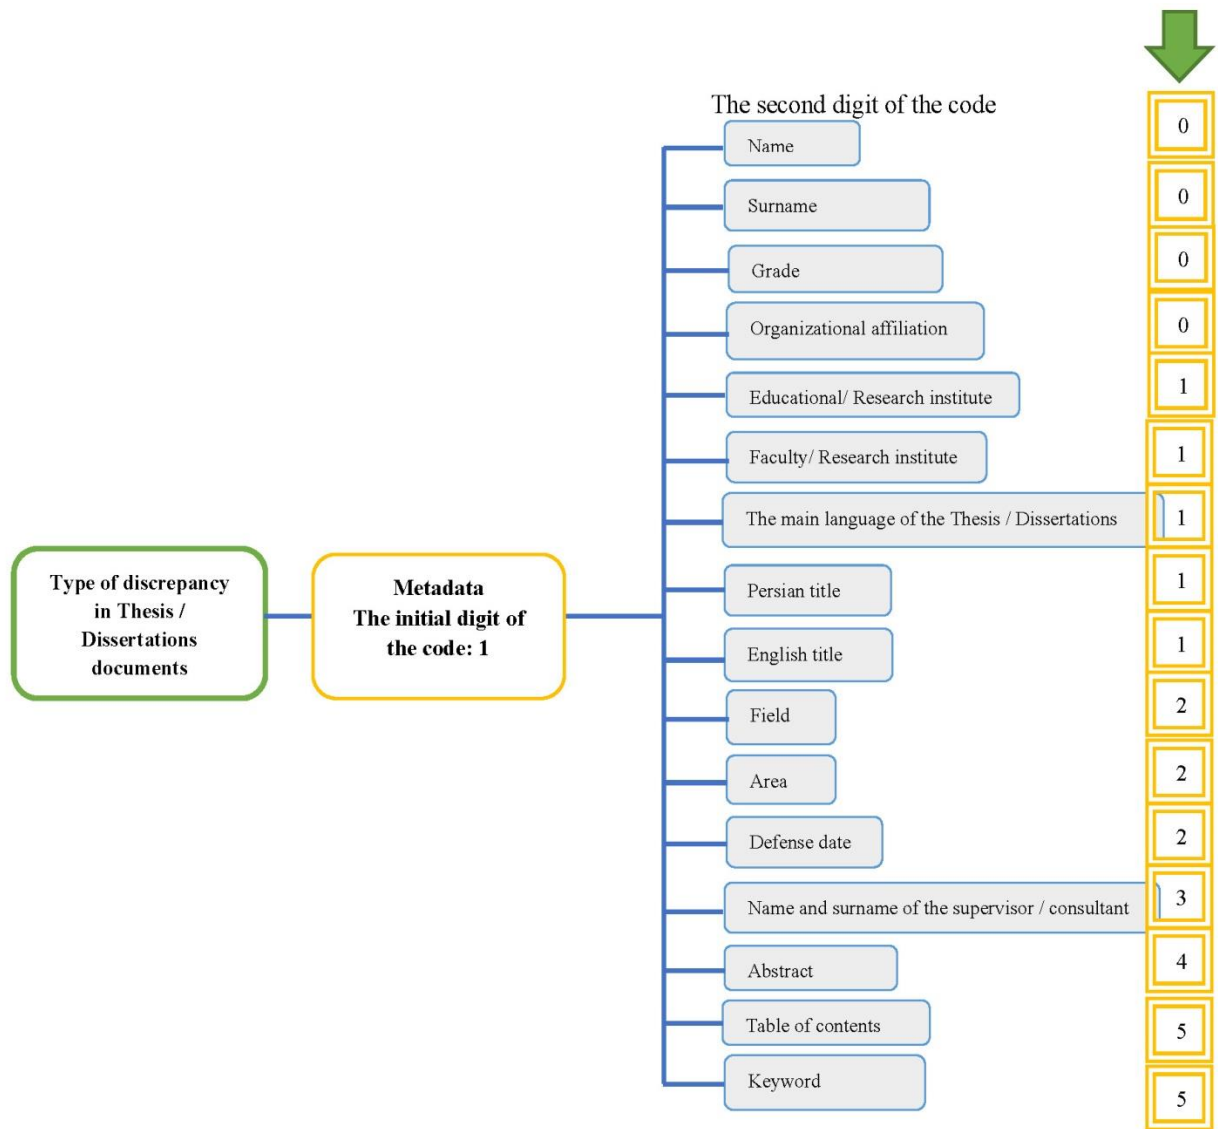 The second digit of the code
Name
0
Surname
0
Grade
0
Organizational affiliation
0
Educational/ Research institute
1
Faculty/ Research institute
1
The main language of the Thesis / Dissertations
1
Type of discrepancy
in Thesis /
Dissertations
documents
Metadata
The initial digit of
the code: 1
Persian title
1
English title
1
Field
2
Area
2
Defense date
2
Name and surname of the supervisor / consultant
3
Abstract
4
Table of contents
5
Keyword
5